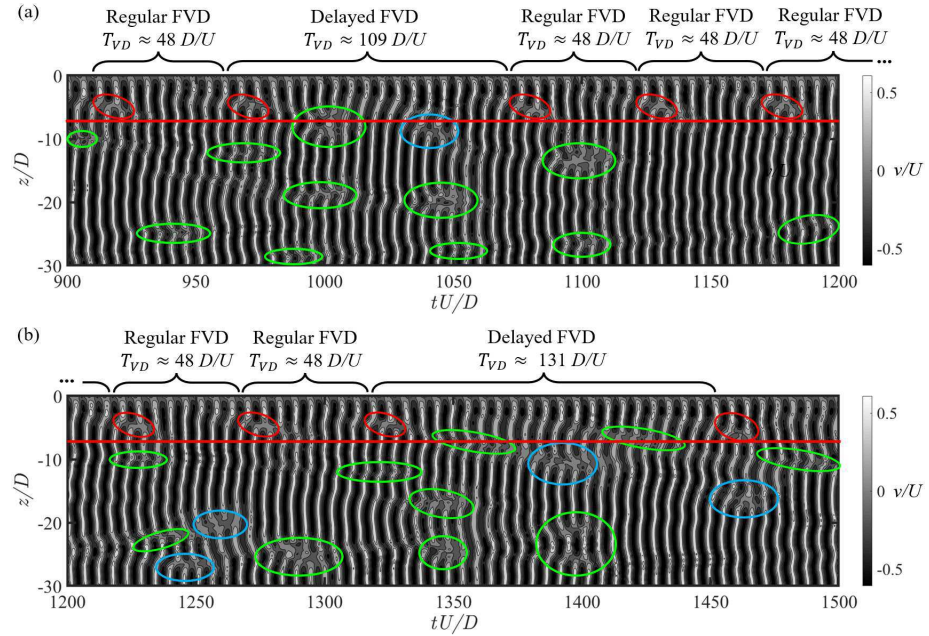 (a)
Regular FVD Delayed FVD Regular FVD Regular FVD Regular FVD
T_VD ≈ 48 D/U T_VD ≈ 109 D/U T_VD ≈ 48 D/U T_VD ≈ 48 D/U T_VD ≈ 48 D/U
...
0
-10
-20
-30
z/D
900 950 1000 1050 1100 1150 1200
tU/D
0.5
0
-0.5
v/U
(b)
Regular FVD Regular FVD Delayed FVD
T_VD ≈ 48 D/U T_VD ≈ 48 D/U T_VD ≈ 131 D/U
...
0
-10
-20
-30
z/D
1200 1250 1300 1350 1400 1450 1500
tU/D
0.5
0
-0.5
v/U